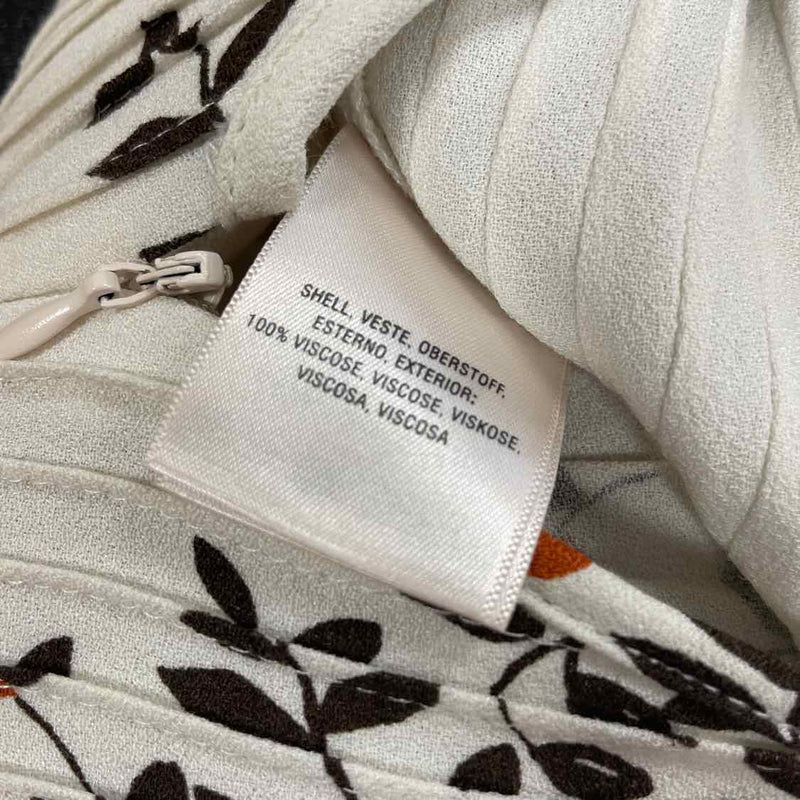 SHELL, VESTE, OBERSTOFF,
ESTERNO, EXTERIOR:
100% VISCOSE, VISCOSE, VISKOSE,
VISCOSA, VISCOSA